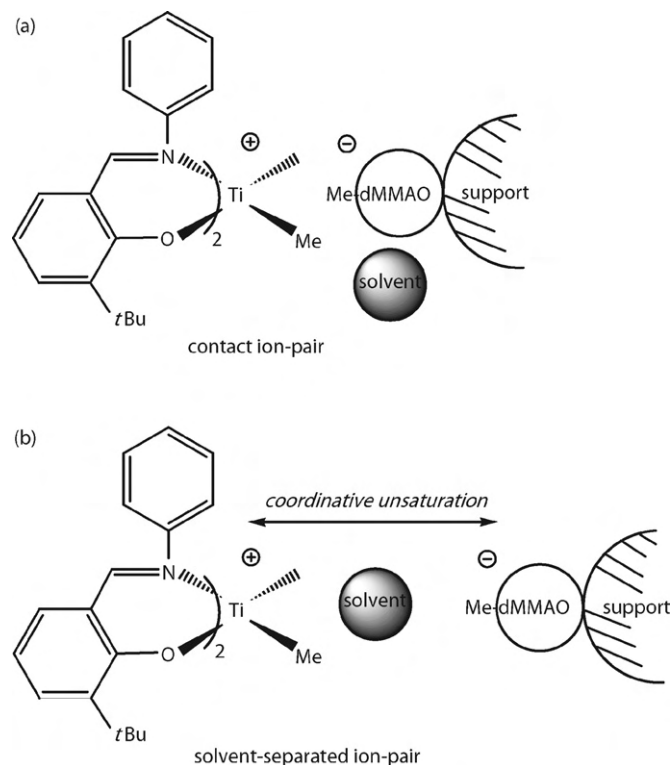 (a)
N
⊕
⊖
Ti
Me-dMMAO
support
O
2
Me
solvent
tBu
contact ion-pair
(b)
coordinative unsaturation
N
⊕
⊖
Ti
solvent
Me-dMMAO
support
O
2
Me
tBu
solvent-separated ion-pair